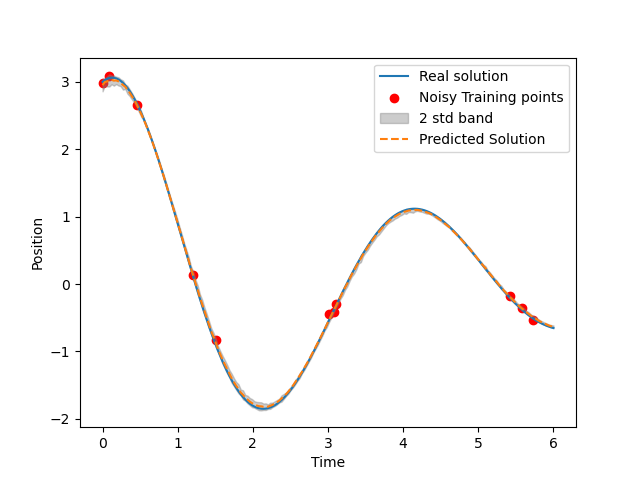 Real solution
Noisy Training points
2 std band
Predicted Solution
3
2
1
0
−1
−2
Position
0 1 2 3 4 5 6
Time